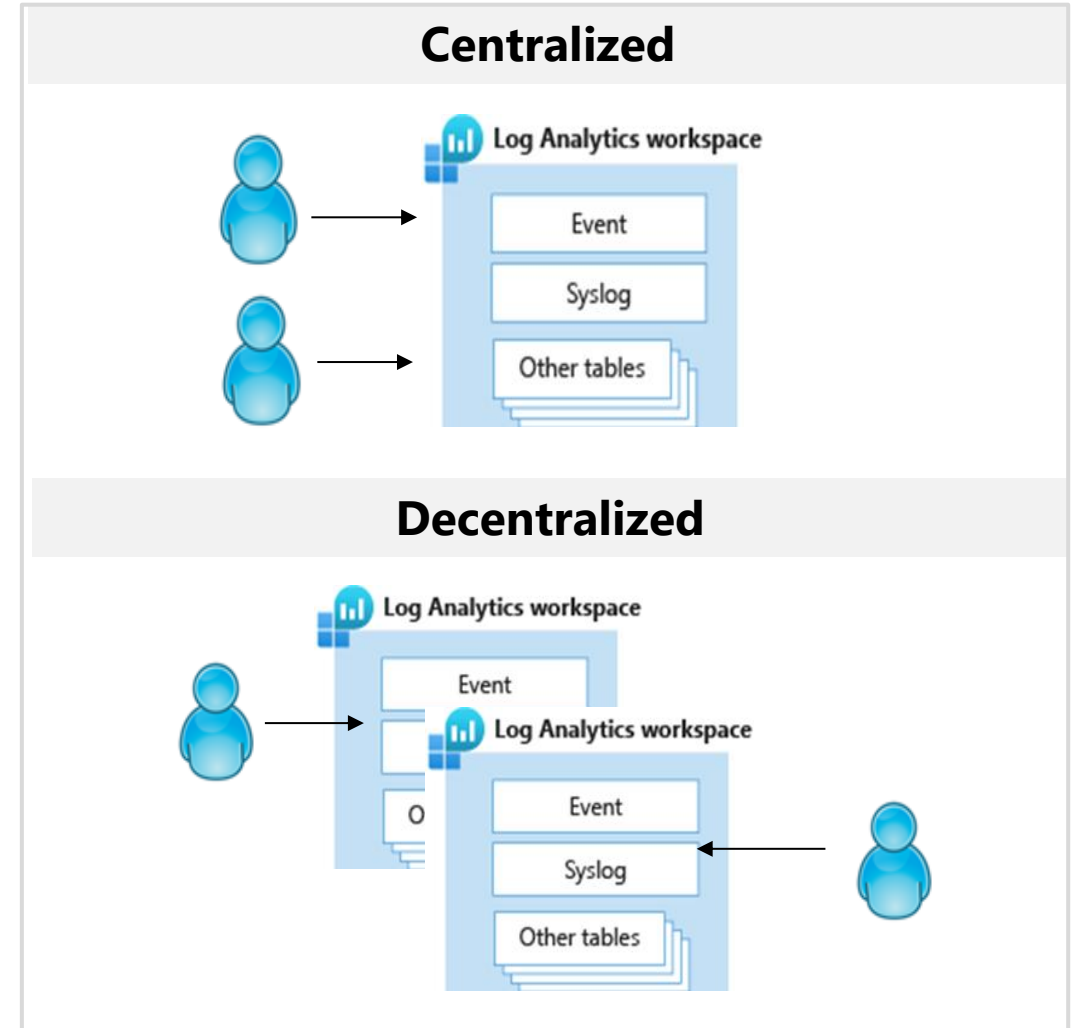 Centralized
Log Analytics workspace
Event
Syslog
Other tables
Decentralized
Log Analytics workspace
Event
O
Log Analytics workspace
Event
Syslog
Other tables